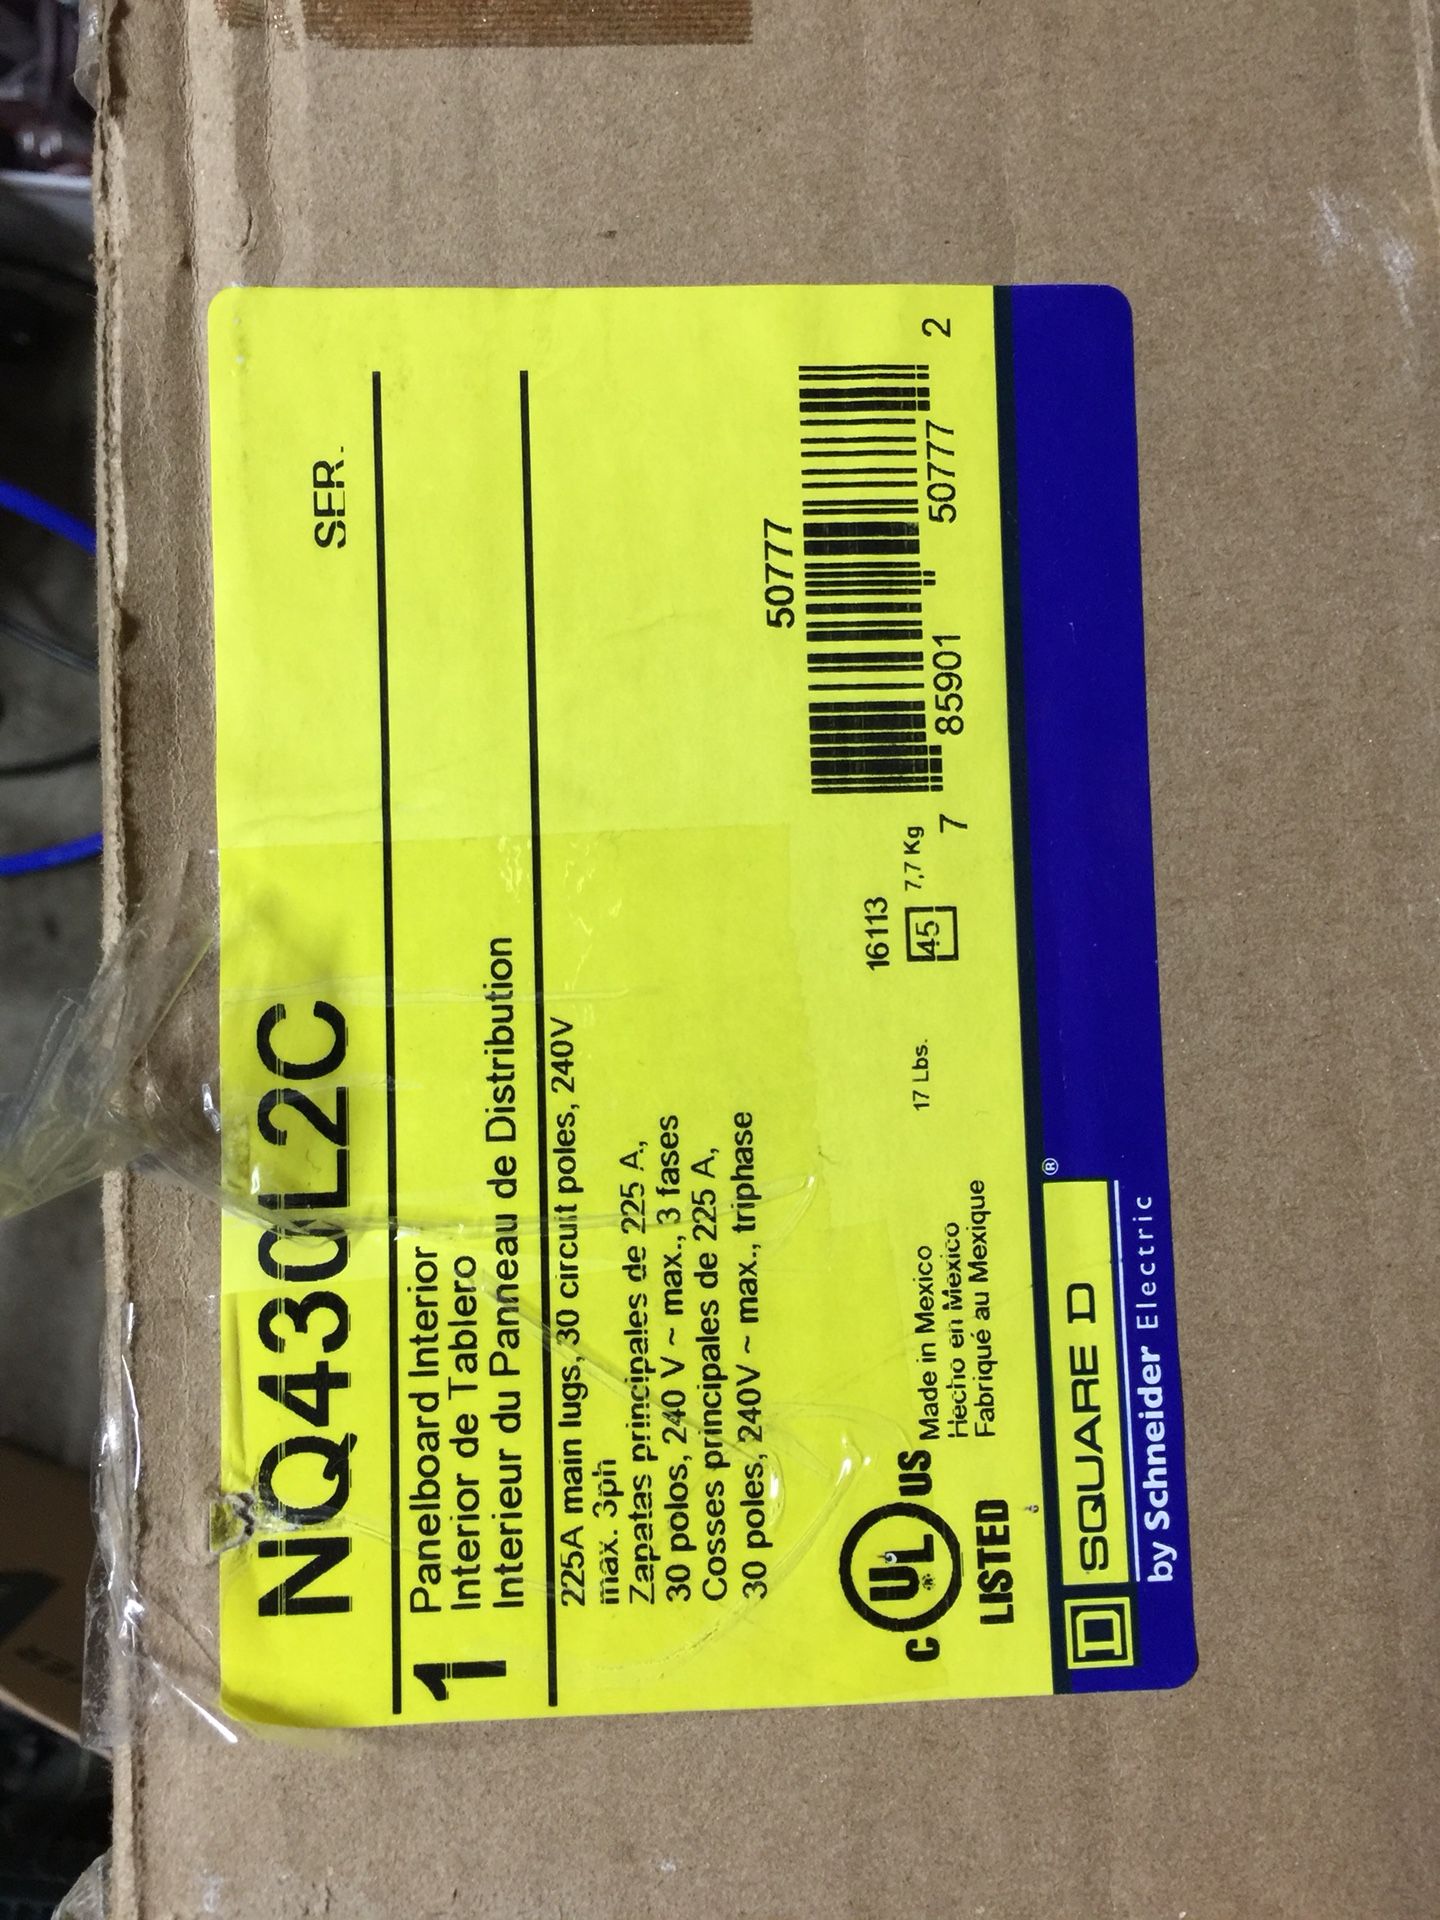 NQ430L2C
SER.
1
Panelboard Interior
Interior de Tablero
Interieur du Panneau de Distribution
225A main lugs, 30 circuit poles, 240V
max. 3ph
Zapatas principales de 225 A,
30 polos, 240 V ~ max., 3 fases
Cosses principales de 225 A,
30 poles, 240V ~ max., triphase
50777
7 85901 50777 2
16113
17 Lbs. 45 7,7 Kg
C UL US
LISTED
Made in Mexico
Hecho en México
Fabriqué au Mexique
D SQUARE D ®
by Schneider Electric